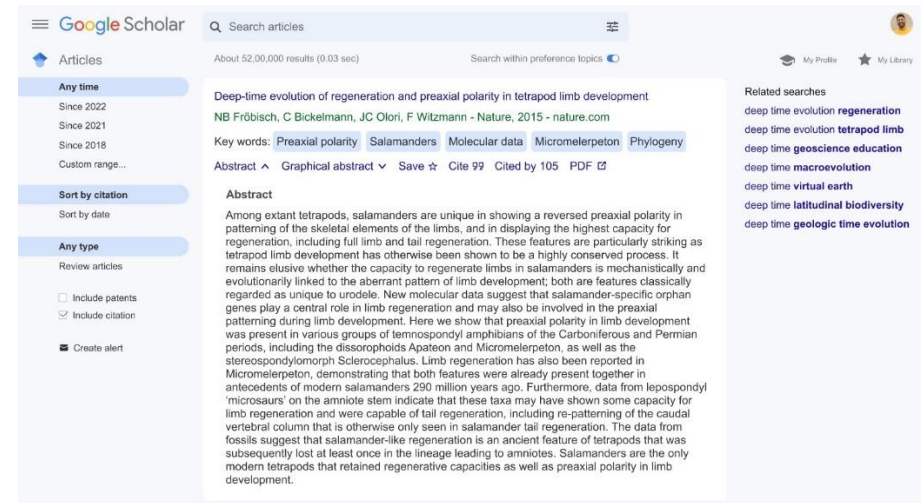 Google Scholar
Search articles
Articles
About 52,00,000 results (0.03 sec)
Search within preference topics
My Profile
My Library
Any time
Since 2022
Since 2021
Since 2018
Custom range...
Sort by citation
Sort by date
Any type
Review articles
Include patents
Include citation
Create alert
Deep-time evolution of regeneration and preaxial polarity in tetrapod limb development
NB Fröbisch, C Bickelmann, JC Olori, F Witzmann - Nature, 2015 - nature.com
Key words: Preaxial polarity Salamanders Molecular data Micromelerpeton Phylogeny
Abstract Graphical abstract Save Cite 99 Cited by 105 PDF
Abstract
Among extant tetrapods, salamanders are unique in showing a reversed preaxial polarity in
patterning of the skeletal elements of the limbs, and in displaying the highest capacity for
regeneration, including full limb and tail regeneration. These features are particularly striking as
tetrapod limb development has otherwise been shown to be a highly conserved process. It
remains elusive whether the capacity to regenerate limbs in salamanders is mechanistically and
evolutionarily linked to the aberrant pattern of limb development; both are features classically
regarded as unique to urodele. New molecular data suggest that salamander-specific orphan
genes play a central role in limb regeneration and may also be involved in the preaxial
patterning during limb development. Here we show that preaxial polarity in limb development
was present in various groups of temnospondyl amphibians of the Carboniferous and Permian
periods, including the dissorophoids Apateon and Micromelerpeton, as well as the
stereospondylomorph Sclerocephalus. Limb regeneration has also been reported in
Micromelerpeton, demonstrating that both features were already present together in
antecedents of modern salamanders 290 million years ago. Furthermore, data from lepospondyl
'microsaurs' on the amniote stem indicate that these taxa may have shown some capacity for
limb regeneration and were capable of tail regeneration, including re-patterning of the caudal
vertebral column that is otherwise only seen in salamander tail regeneration. The data from
fossils suggest that salamander-like regeneration is an ancient feature of tetrapods that was
subsequently lost at least once in the lineage leading to amniotes. Salamanders are the only
modern tetrapods that retained regenerative capacities as well as preaxial polarity in limb
development.
Related searches
deep time evolution regeneration
deep time evolution tetrapod limb
deep time geoscience education
deep time macroevolution
deep time virtual earth
deep time latitudinal biodiversity
deep time geologic time evolution